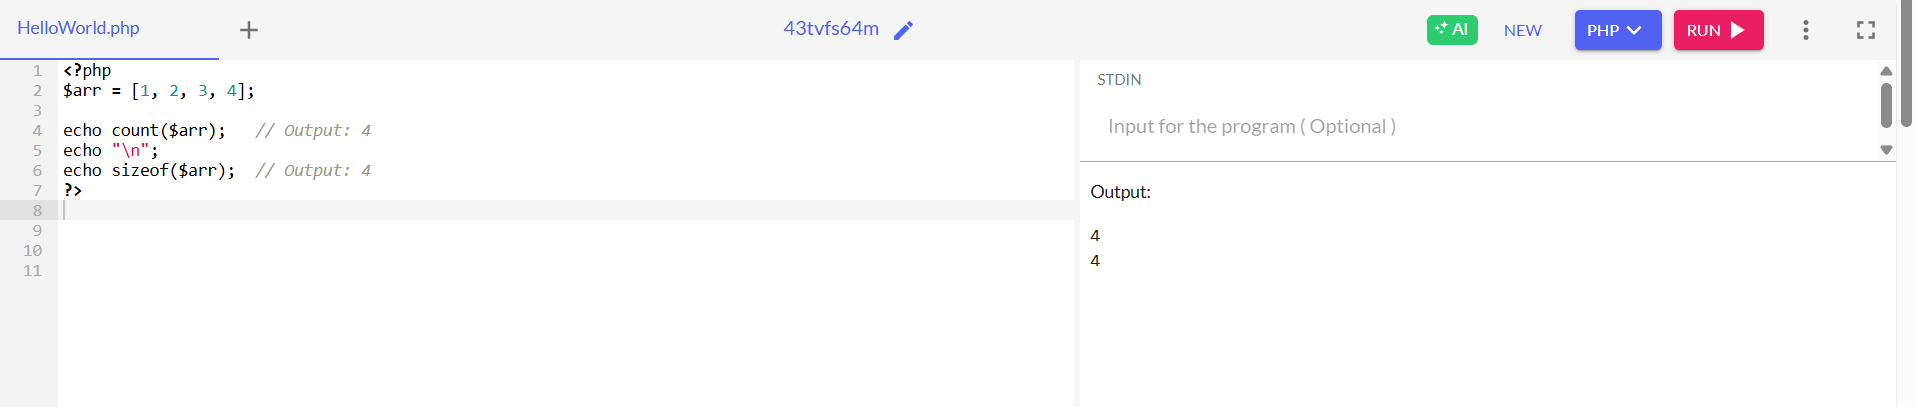 HelloWorld.php + 43tvfs64m AI NEW PHP RUN
1 <?php
2 $arr = [1, 2, 3, 4];
3
4 echo count($arr);   // Output: 4
5 echo "\n";
6 echo sizeof($arr);  // Output: 4
7 ?>
8
9
10
11
STDIN
Input for the program ( Optional )
Output:
4
4